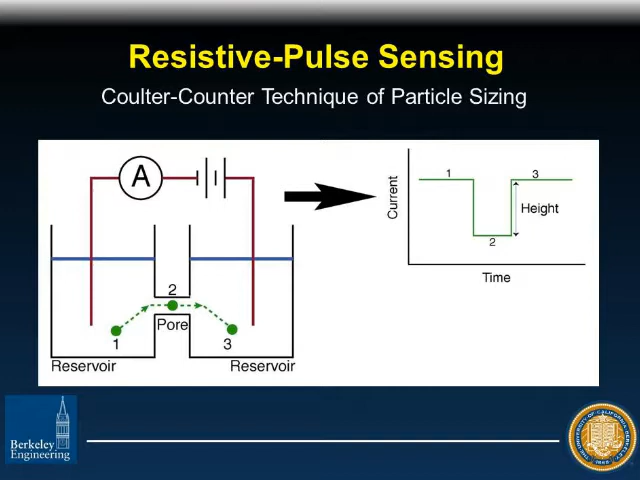 Resistive-Pulse Sensing
Coulter-Counter Technique of Particle Sizing
A
1
3
Current
Height
2
Time
2
Pore
1
3
Reservoir
Reservoir
Berkeley
Engineering